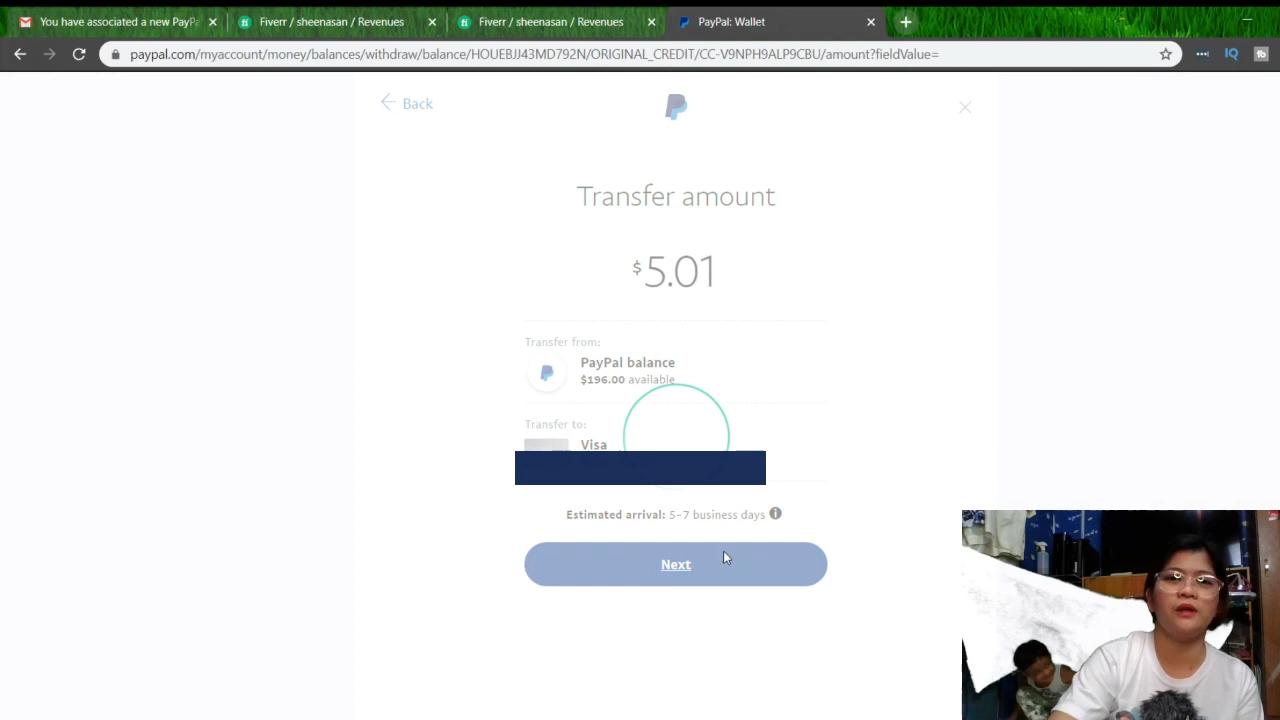 You have associated a new PayPa
Fiverr / sheenasan / Revenues
Fiverr / sheenasan / Revenues
PayPal: Wallet
paypal.com/myaccount/money/balances/withdraw/balance/HOUEBJJ43MD792N/ORIGINAL_CREDIT/CC-V9NPH9ALP9CBU/amount?fieldValue=
IQ
Back
Transfer amount
$5.01
Transfer from:
PayPal balance
$196.00 available
Transfer to:
Visa
Estimated arrival: 5-7 business days
Next